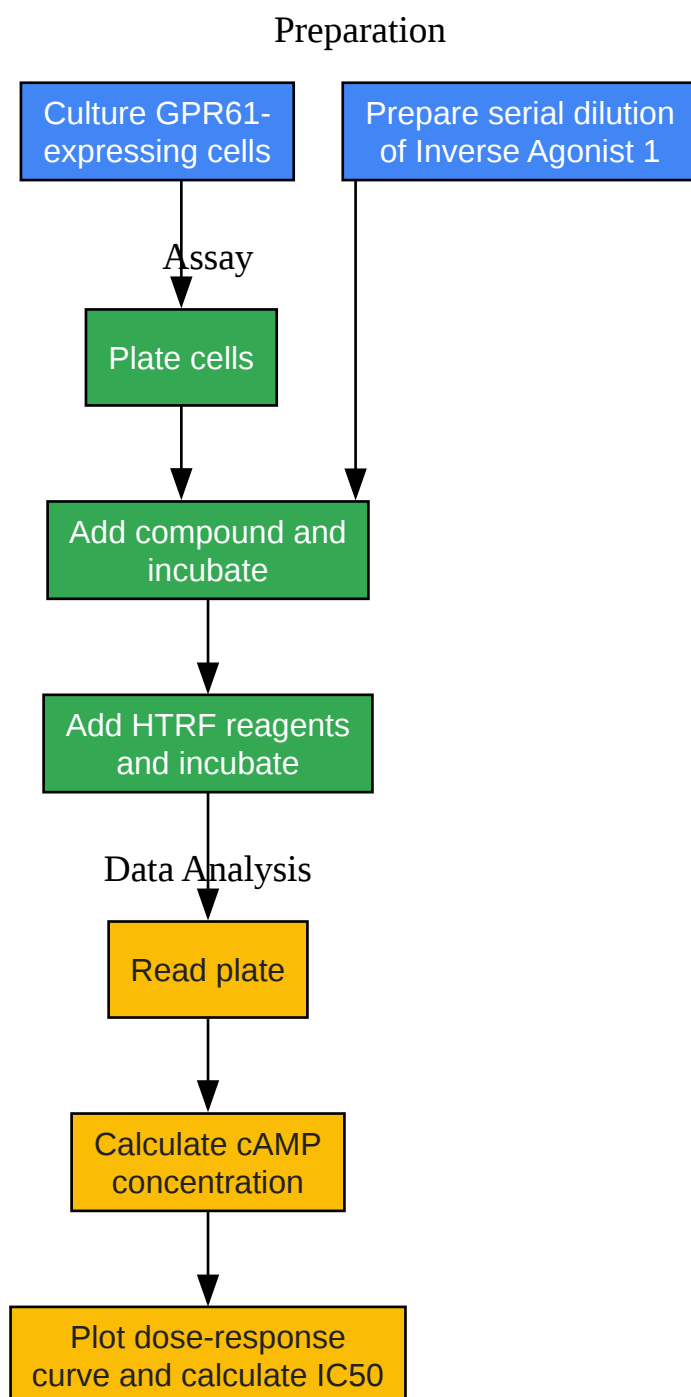 Preparation
Culture GPR61-
expressing cells
Prepare serial dilution
of Inverse Agonist 1
Assay
Plate cells
Add compound and
incubate
Add HTRF reagents
and incubate
Data Analysis
Read plate
Calculate cAMP
concentration
Plot dose-response
curve and calculate IC50